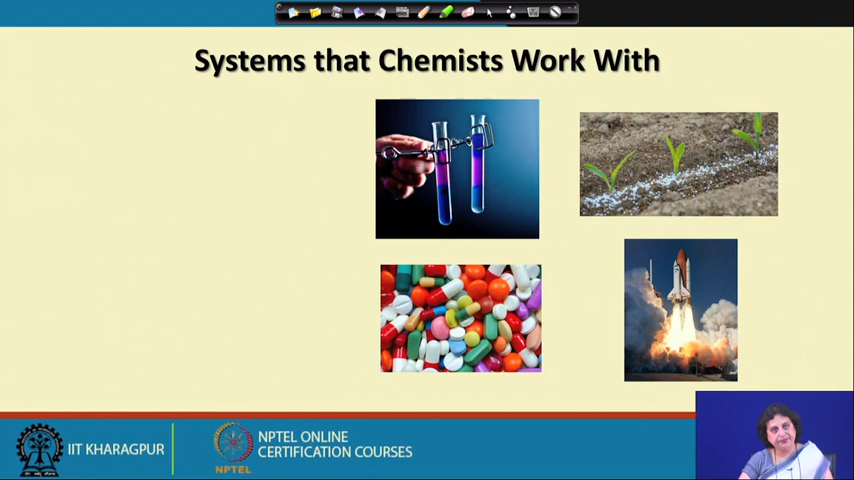 Systems that Chemists Work With
IIT KHARAGPUR
NPTEL
NPTEL ONLINE
CERTIFICATION COURSES